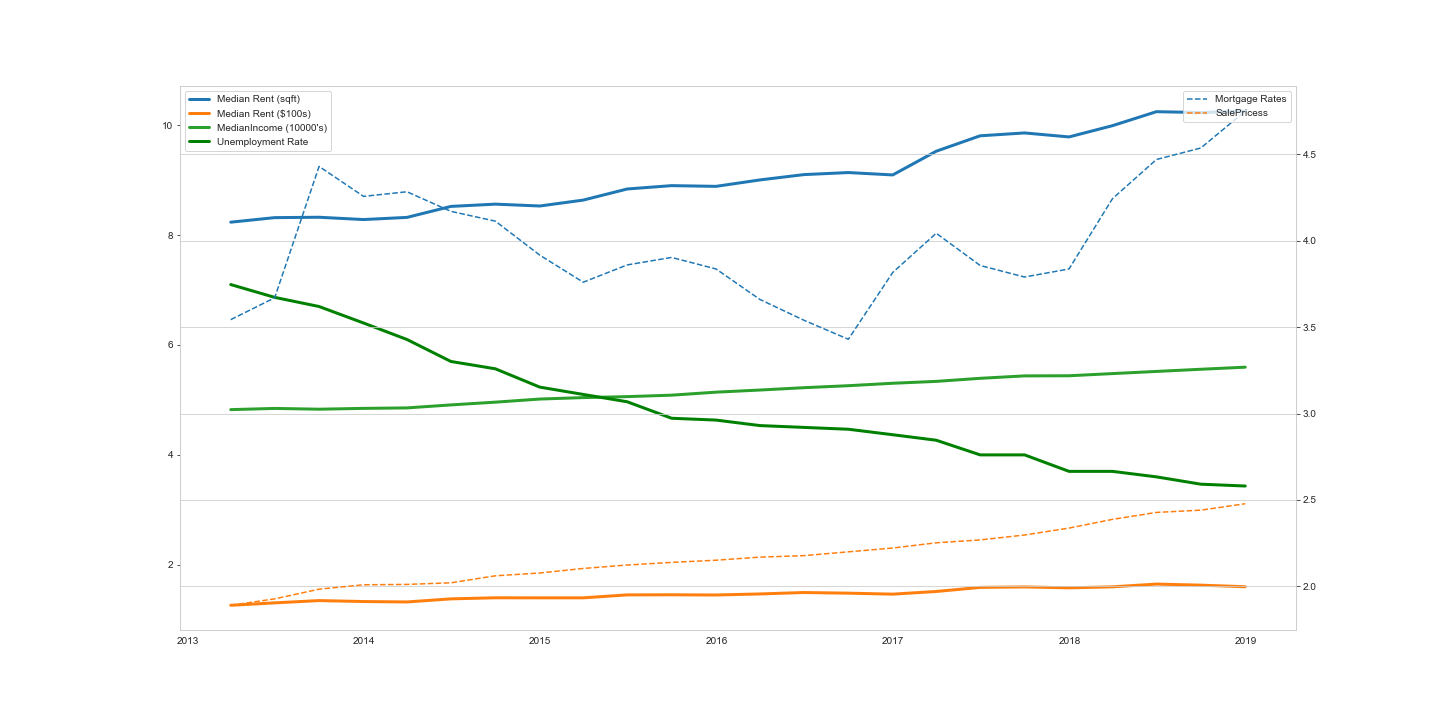 Median Rent (sqft)
Median Rent ($100s)
MedianIncome (10000's)
Unemployment Rate
Mortgage Rates
SalePricess
10
8
6
4
2
4.5
4.0
3.5
3.0
2.5
2.0
2013 2014 2015 2016 2017 2018 2019